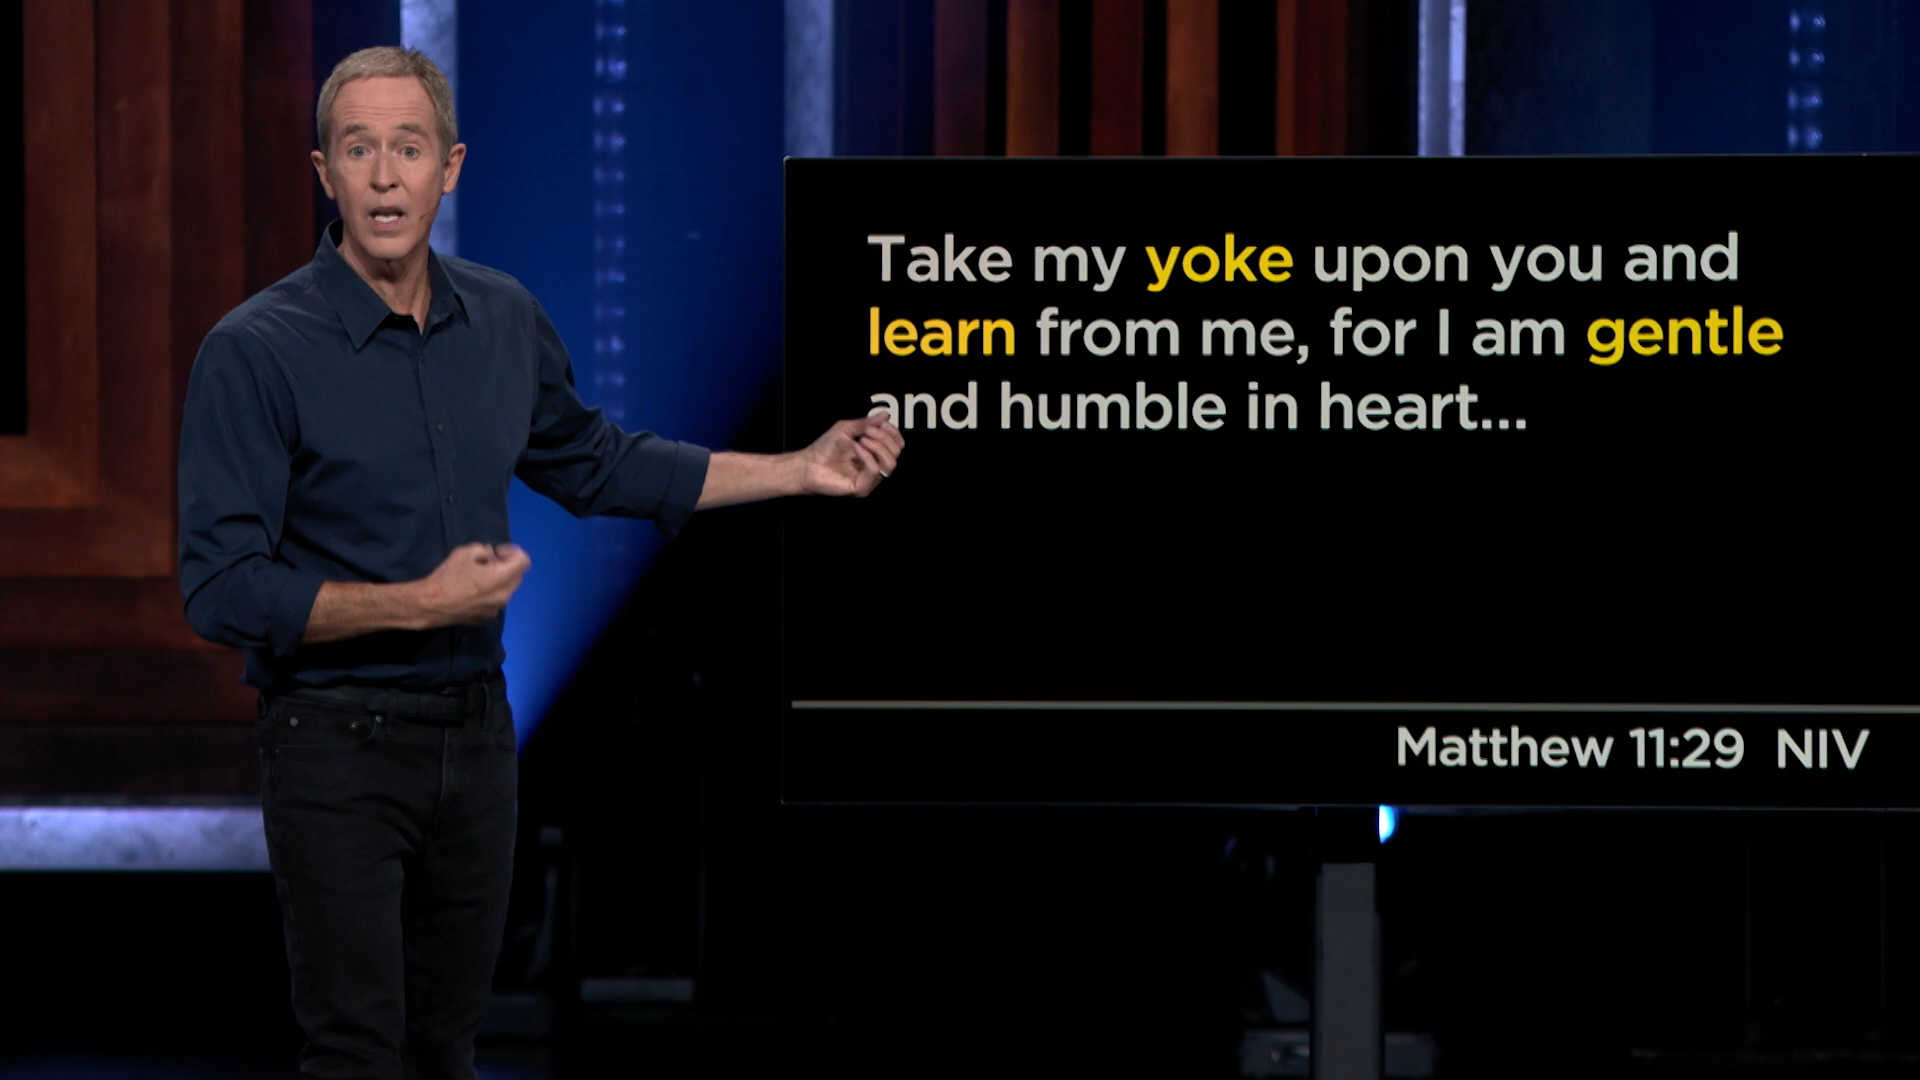 Take my yoke upon you and
learn from me, for I am gentle
and humble in heart...
Matthew 11:29 NIV